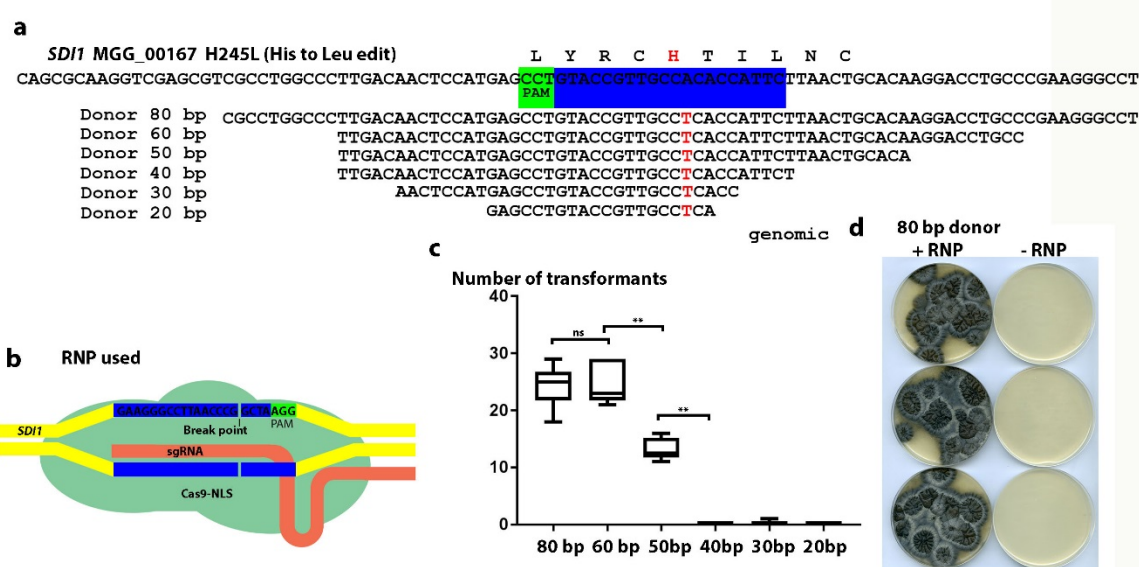 a
SDI1 MGG_00167 H245L (His to Leu edit)
L Y R C H T I L N C
CAGCGCAAGGTCGAGCGTCGCCTGGCCCTTGACAACTCCATGAGCCTGTACCGTTGCCACACCATTCTTAACTGCACAAGGACCTGCCCGAAGGGCCT
PAM
Donor 80 bp CGCCTGGCCCTTGACAACTCCATGAGCCTGTACCGTTGCCTCACCATTCTTAACTGCACAAGGACCTGCCCGAAGGGCCT
Donor 60 bp TTGACAACTCCATGAGCCTGTACCGTTGCCTCACCATTCTTAACTGCACAAGGACCTGCC
Donor 50 bp TTGACAACTCCATGAGCCTGTACCGTTGCCTCACCATTCTTAACTGCACA
Donor 40 bp TTGACAACTCCATGAGCCTGTACCGTTGCCTCACCATTCT
Donor 30 bp AACTCCATGAGCCTGTACCGTTGCCTCACC
Donor 20 bp GAGCCTGTACCGTTGCCTCA
genomic
b
RNP used
SDI1
GAAGGGCCTTAACCCG GCTAAGG
PAM
Break point
sgRNA
Cas9-NLS
c
Number of transformants
40
30
20
10
0
ns
**
**
80 bp 60 bp 50bp 40bp 30bp 20bp
d
80 bp donor
+ RNP - RNP